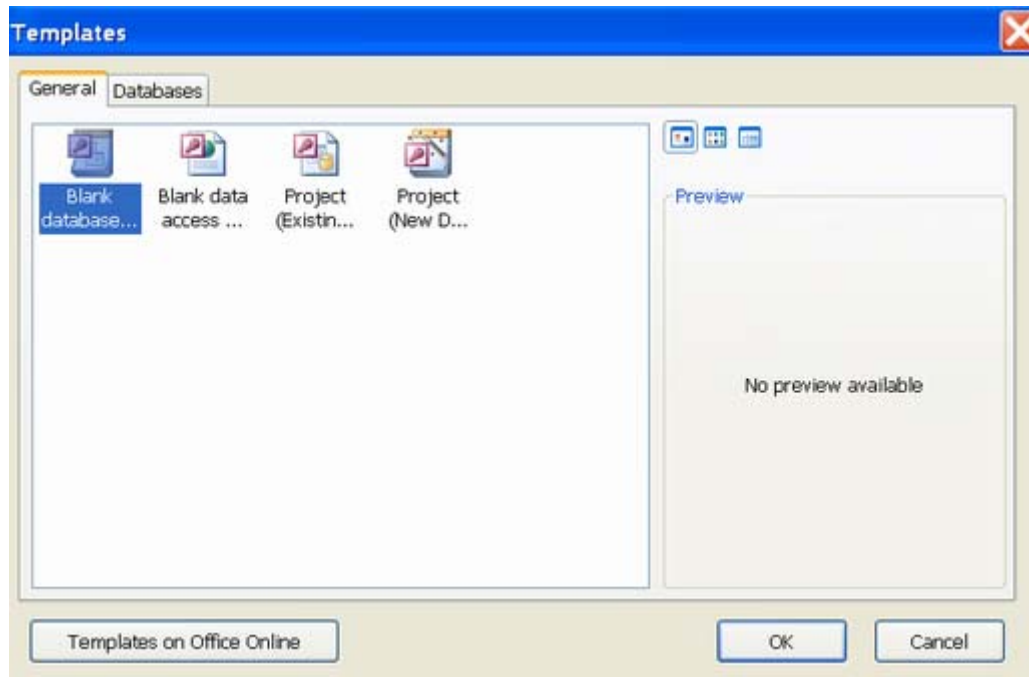 Templates
General Databases
Blank database...
Blank data access ...
Project (Existin...
Project (New D...
Preview
No preview available
Templates on Office Online
OK Cancel